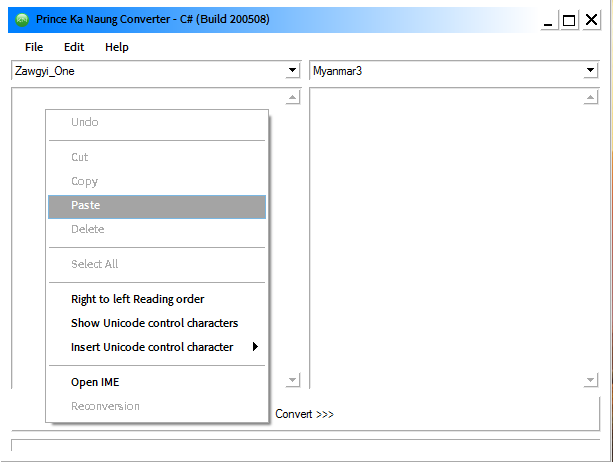 Prince Ka Naung Converter - C# (Build 200508)
File Edit Help
Zawgyi_One Myanmar3
Undo
Cut
Copy
Paste
Delete
Select All
Right to left Reading order
Show Unicode control characters
Insert Unicode control character
Open IME
Reconversion
Convert >>>